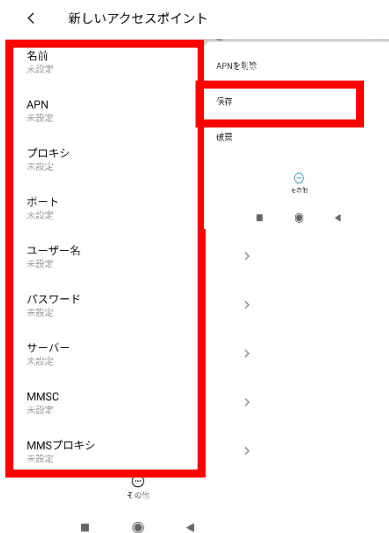 新しいアクセスポイント
名前
未設定
APN
未設定
プロキシ
未設定
ポート
未設定
ユーザー名
未設定
パスワード
未設定
サーバー
未設定
MMSC
未設定
MMSプロキシ
未設定
その他
APNを削除
保存
破棄
その他